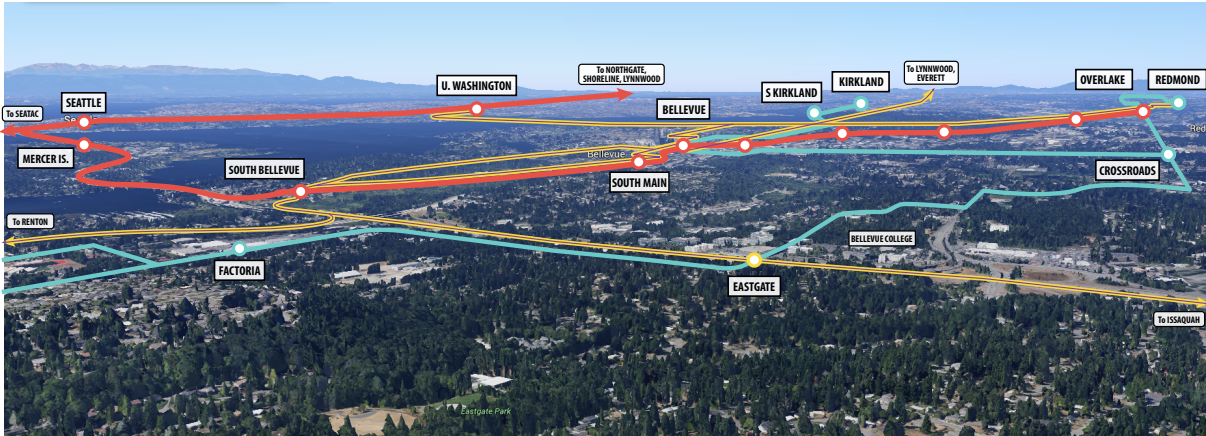 To NORTHGATE,
SHORELINE, LYNNWOOD
To LYNNWOOD,
EVERETT
U. WASHINGTON
S KIRKLAND
KIRKLAND
OVERLAKE
REDMOND
To SEATAC
SEATTLE
BELLEVUE
MERCER IS.
Bellevue
SOUTH BELLEVUE
SOUTH MAIN
CROSSROADS
To RENTON
BELLEVUE COLLEGE
FACTORIA
EASTGATE
To ISSAQUAH
Eastgate Park